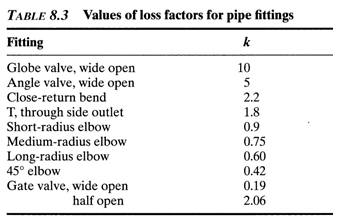 TABLE 8.3 Values of loss factors for pipe fittings
Fitting k
Globe valve, wide open 10
Angle valve, wide open 5
Close-return bend 2.2
T, through side outlet 1.8
Short-radius elbow 0.9
Medium-radius elbow 0.75
Long-radius elbow 0.60
45° elbow 0.42
Gate valve, wide open 0.19
half open 2.06